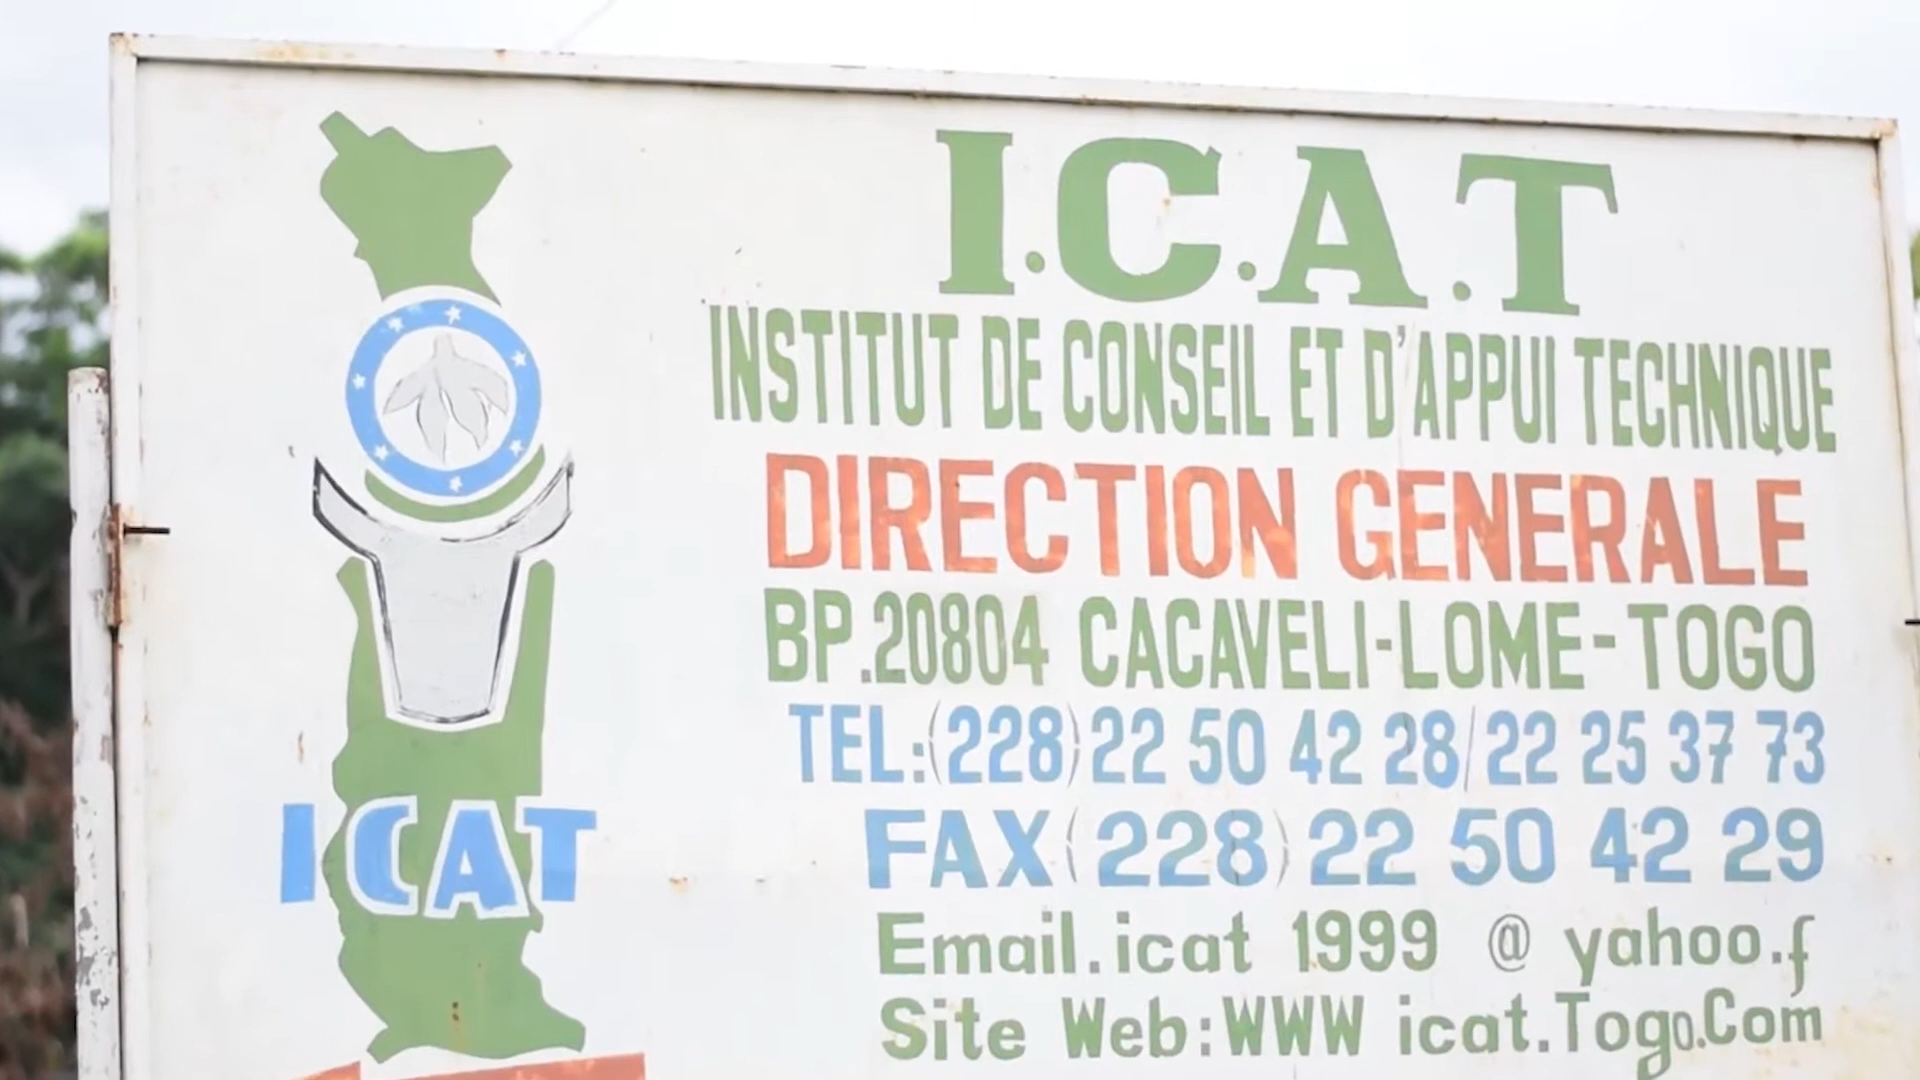 I.C.A.T
INSTITUT DE CONSEIL ET D'APPUI TECHNIQUE
DIRECTION GENERALE
BP.20804 CACAVELI-LOME-TOGO
TEL:(228)22 50 42 28/22 25 37 73
FAX(228)22 50 42 29
Email.icat 1999 @ yahoo.f
Site Web:WWW icat.Togo.Com
ICAT